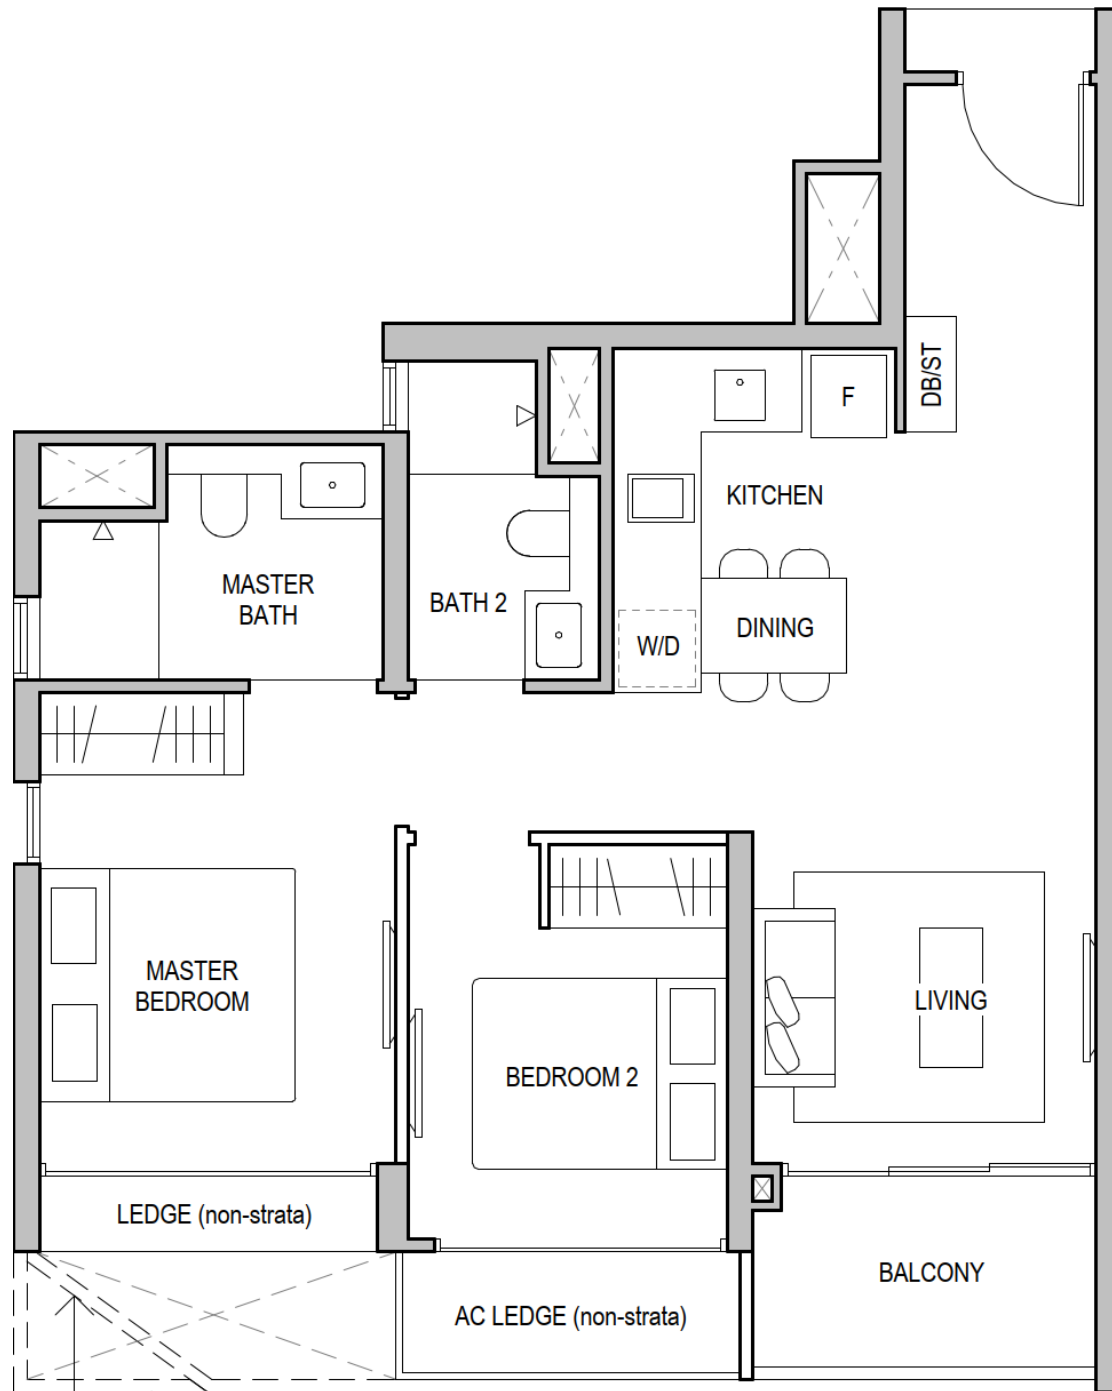 DB/ST
F
KITCHEN
MASTER
BATH
BATH 2
DINING
W/D
MASTER
BEDROOM
LIVING
BEDROOM 2
LEDGE (non-strata)
BALCONY
AC LEDGE (non-strata)